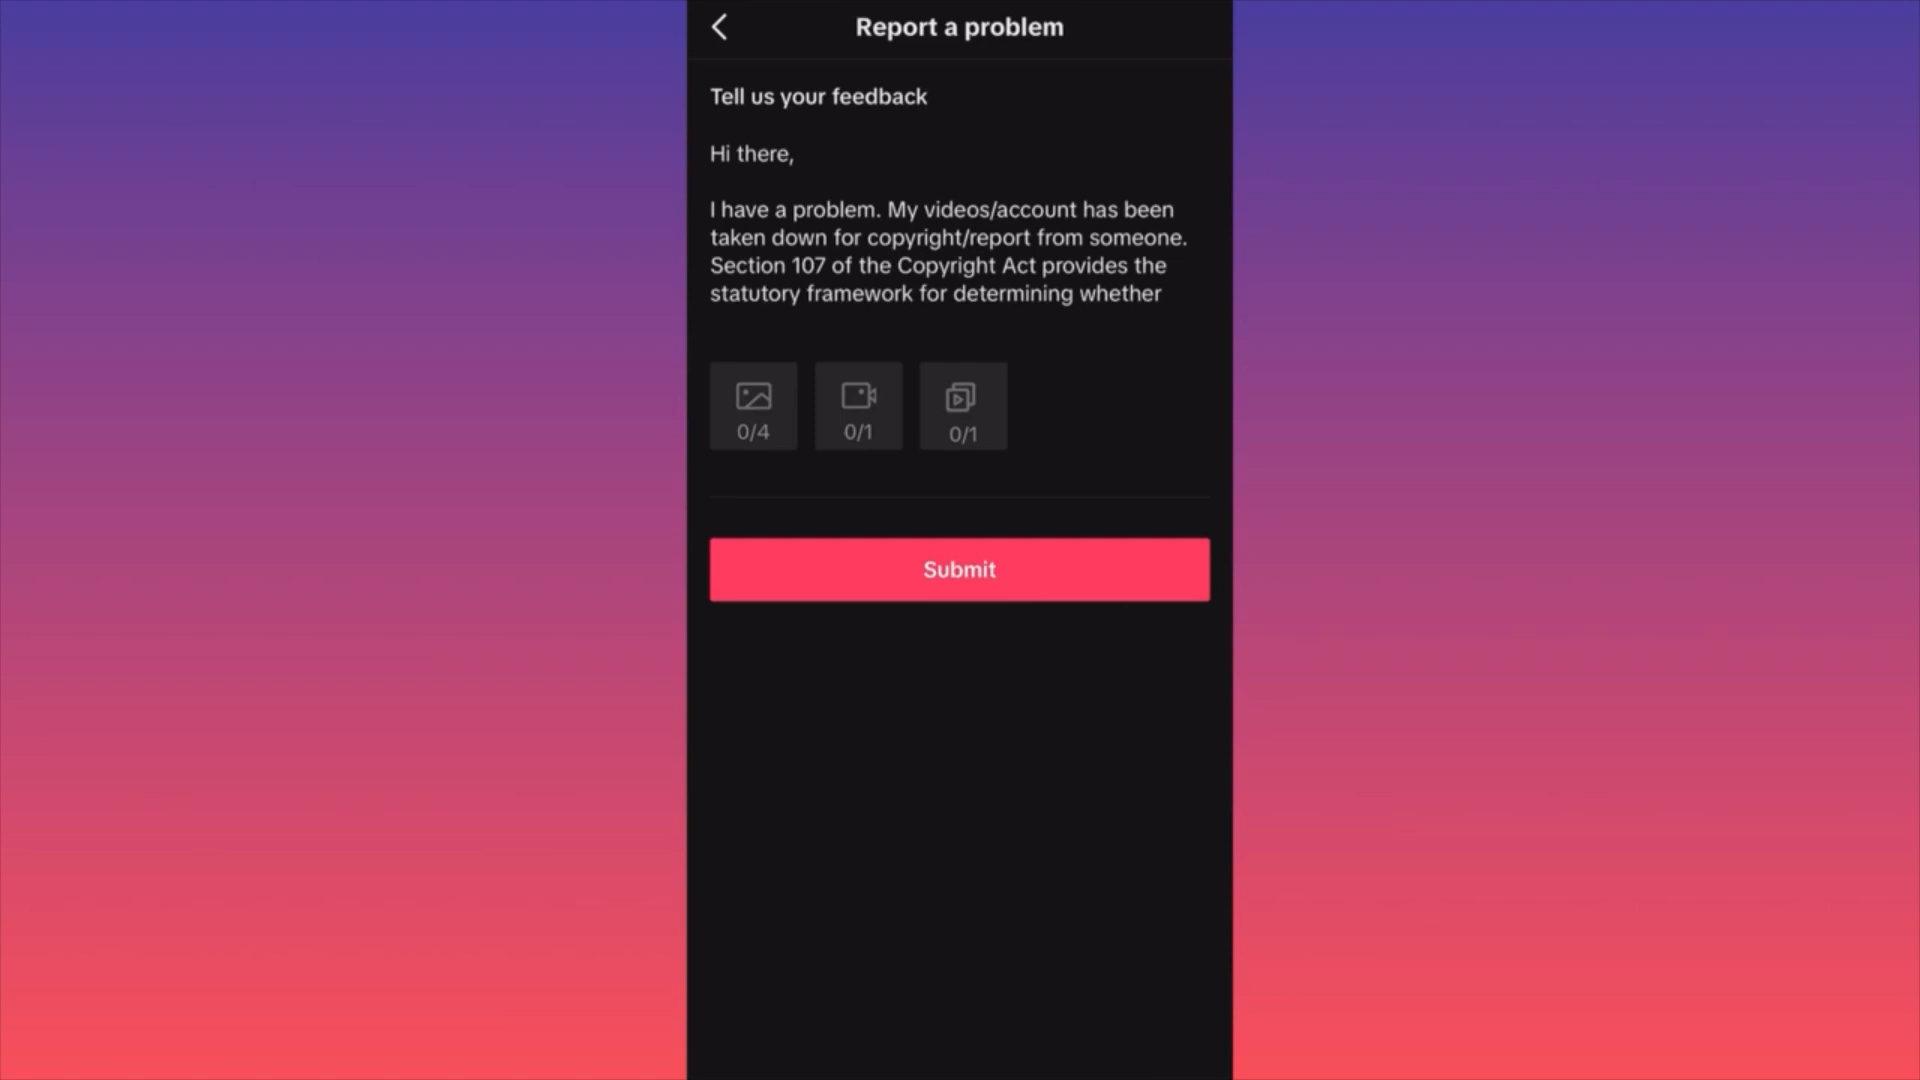 Report a problem
Tell us your feedback
Hi there,
I have a problem. My videos/account has been
taken down for copyright/report from someone.
Section 107 of the Copyright Act provides the
statutory framework for determining whether
0/4
0/1
0/1
Submit